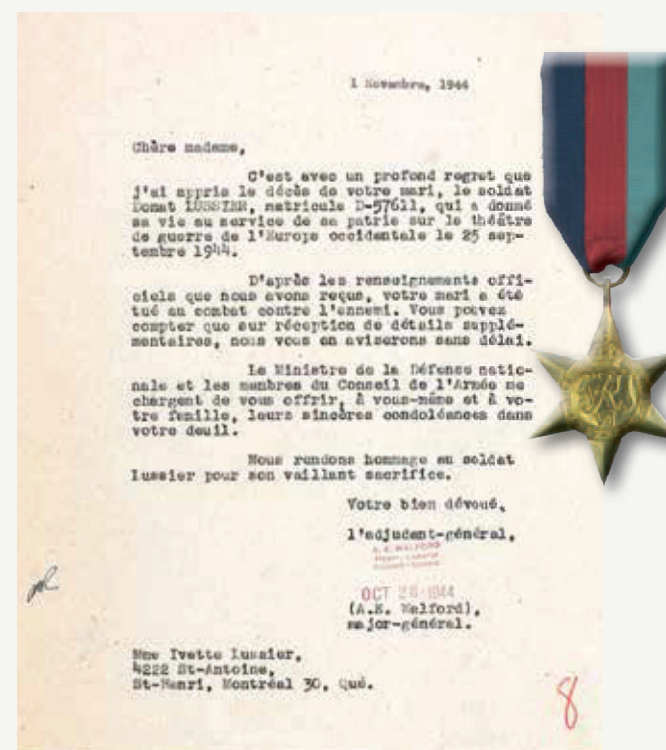 1 Novembre, 1944
Chère madame,
C'est avec un profond regret que
j'ai appris le décès de votre mari, le soldat
Donat LUSSIER, matricule D-57611, qui a donné
sa vie au service de sa patrie sur le théâtre
de guerre de l'Europe occidentale le 25 sep-
tembre 1944.
D'après les renseignements offi-
ciels que nous avons reçus, votre mari a été
tué au combat contre l'ennemi. Vous pouvez
compter que sur réception de détails supplé-
mentaires, nous vous en aviserons sans délai.
Le Ministre de la Défense natio-
nale et les membres du Conseil de l'Armée me
chargent de vous offrir, à vous-même et à vo-
tre famille, leurs sincères condoléances dans
votre deuil.
Nous rendons hommage au soldat
Lussier pour son vaillant sacrifice.
Votre bien dévoué,
l'adjudant-général,
A. E. WALFORD
OCT 28 1944
(A.E. Walford),
major-général.
Mme Ivette Lussier,
4222 St-Antoine,
St-Henri, Montréal 30, Qué.
8